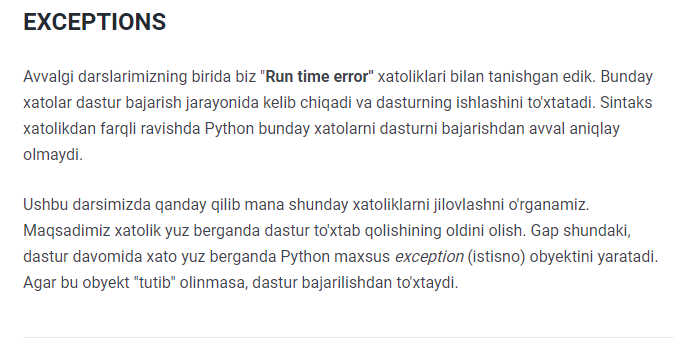 EXCEPTIONS
Avvalgi darslarimizning birida biz "Run time error" xatoliklari bilan tanishgan edik. Bunday
xatolar dastur bajarish jarayonida kelib chiqadi va dasturning ishlashini to'xtatadi. Sintaks
xatolikdan farqli ravishda Python bunday xatolarni dasturni bajarishdan avval aniqlay
olmaydi.
Ushbu darsimizda qanday qilib mana shunday xatoliklarni jilovlashni o'rganamiz.
Maqsadimiz xatolik yuz berganda dastur to'xtab qolishining oldini olish. Gap shundaki,
dastur davomida xato yuz berganda Python maxsus exception (istisno) obyektini yaratadi.
Agar bu obyekt "tutib" olinmasa, dastur bajarilishdan to'xtaydi.